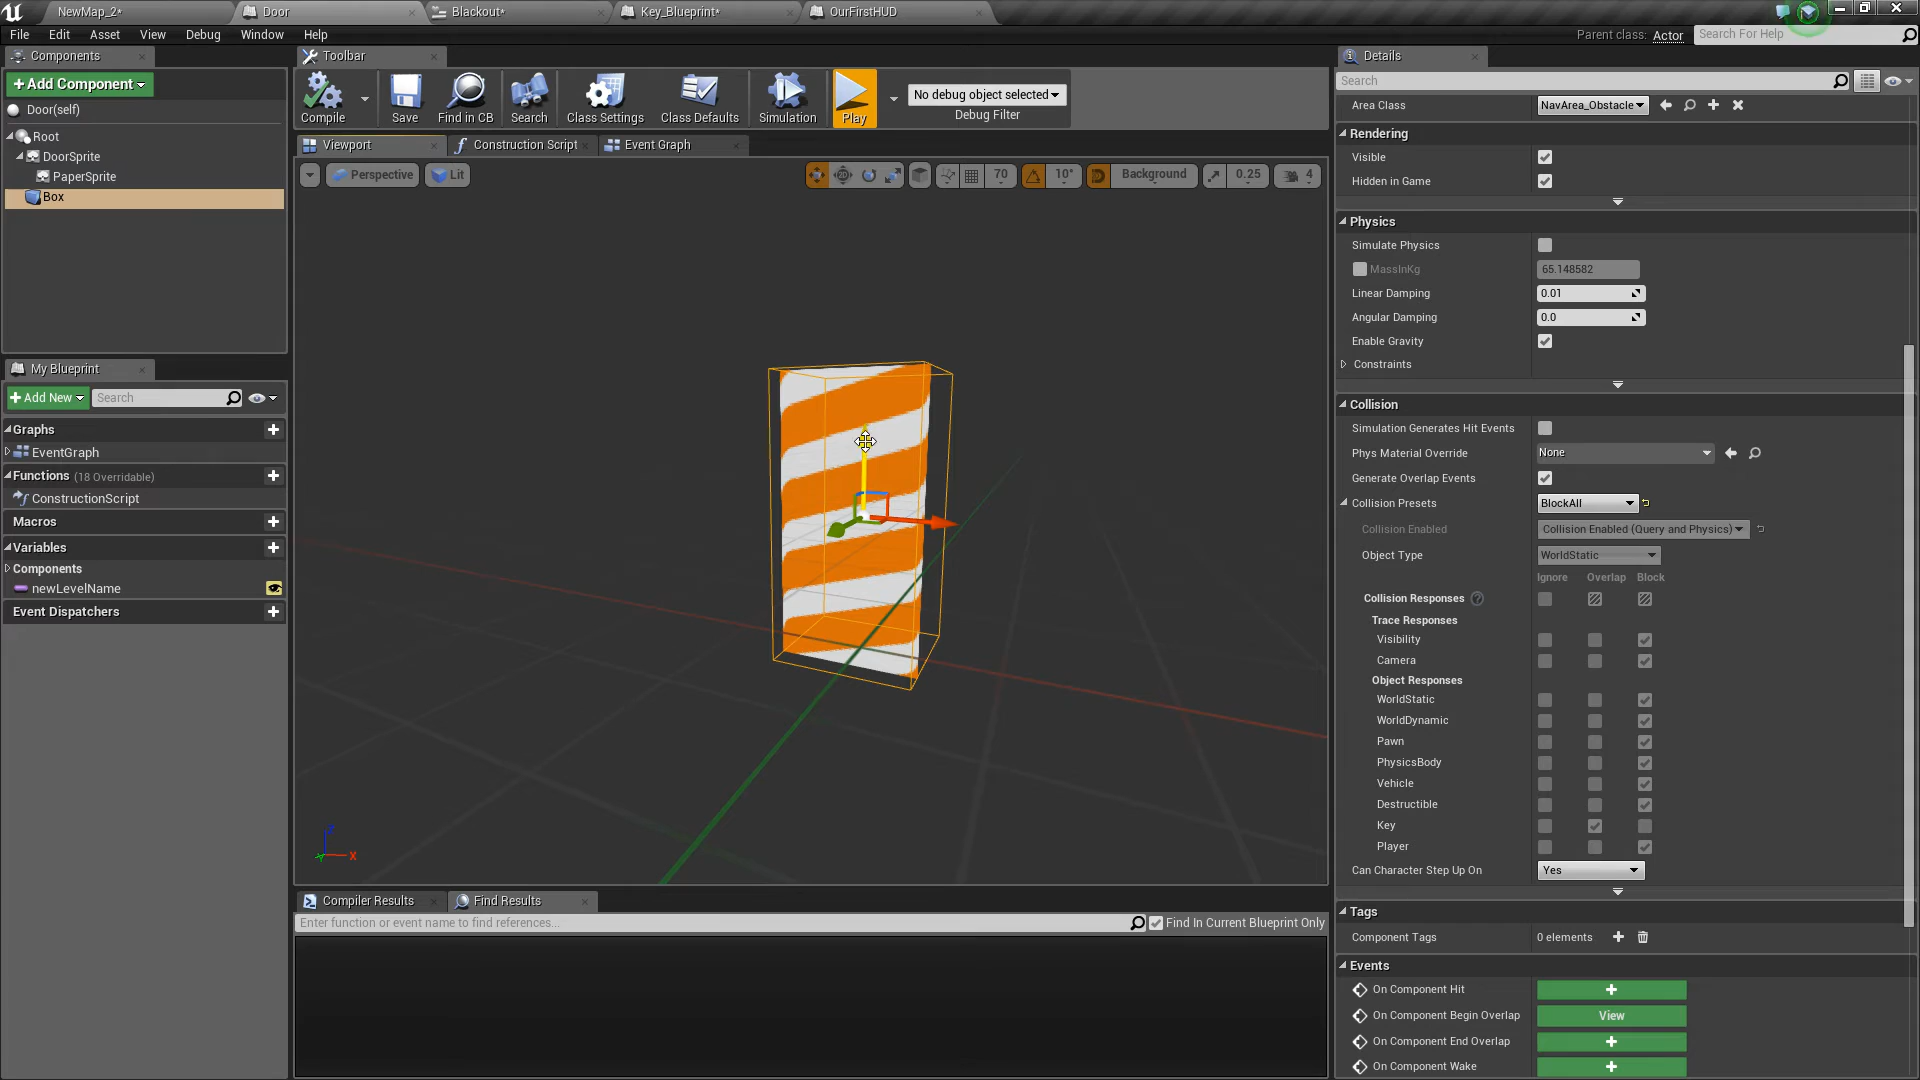 NewMap_2*
Door
Blackout*
Key_Blueprint*
OurFirstHUD
File Edit Asset View Debug Window Help
Parent class: Actor
Search For Help
Components
Toolbar
Details
Add Component
Search
Door(self)
Compile
Save
Find in CB
Search
Class Settings
Class Defaults
Simulation
Play
No debug object selected
Debug Filter
Area Class NavArea_Obstacle
Root
DoorSprite
PaperSprite
Box
Viewport
Construction Script
Event Graph
Perspective
Lit
70
10°
Background
0.25
4
Rendering
Visible
Hidden in Game
Physics
Simulate Physics
MassInKg 65.148582
Linear Damping 0.01
Angular Damping 0.0
Enable Gravity
Constraints
My Blueprint
Add New Search
Graphs
EventGraph
Functions (18 Overridable)
ConstructionScript
Macros
Variables
Components
newLevelName
Event Dispatchers
Collision
Simulation Generates Hit Events
Phys Material Override None
Generate Overlap Events
Collision Presets BlockAll
Collision Enabled Collision Enabled (Query and Physics)
Object Type WorldStatic
Ignore Overlap Block
Collision Responses ?
Trace Responses
Visibility
Camera
Object Responses
WorldStatic
WorldDynamic
Pawn
PhysicsBody
Vehicle
Destructible
Key
Player
Can Character Step Up On Yes
Z
X
Y
Compiler Results
Find Results
Enter function or event name to find references...
Find In Current Blueprint Only
Tags
Component Tags 0 elements
Events
On Component Hit
On Component Begin Overlap View
On Component End Overlap
On Component Wake